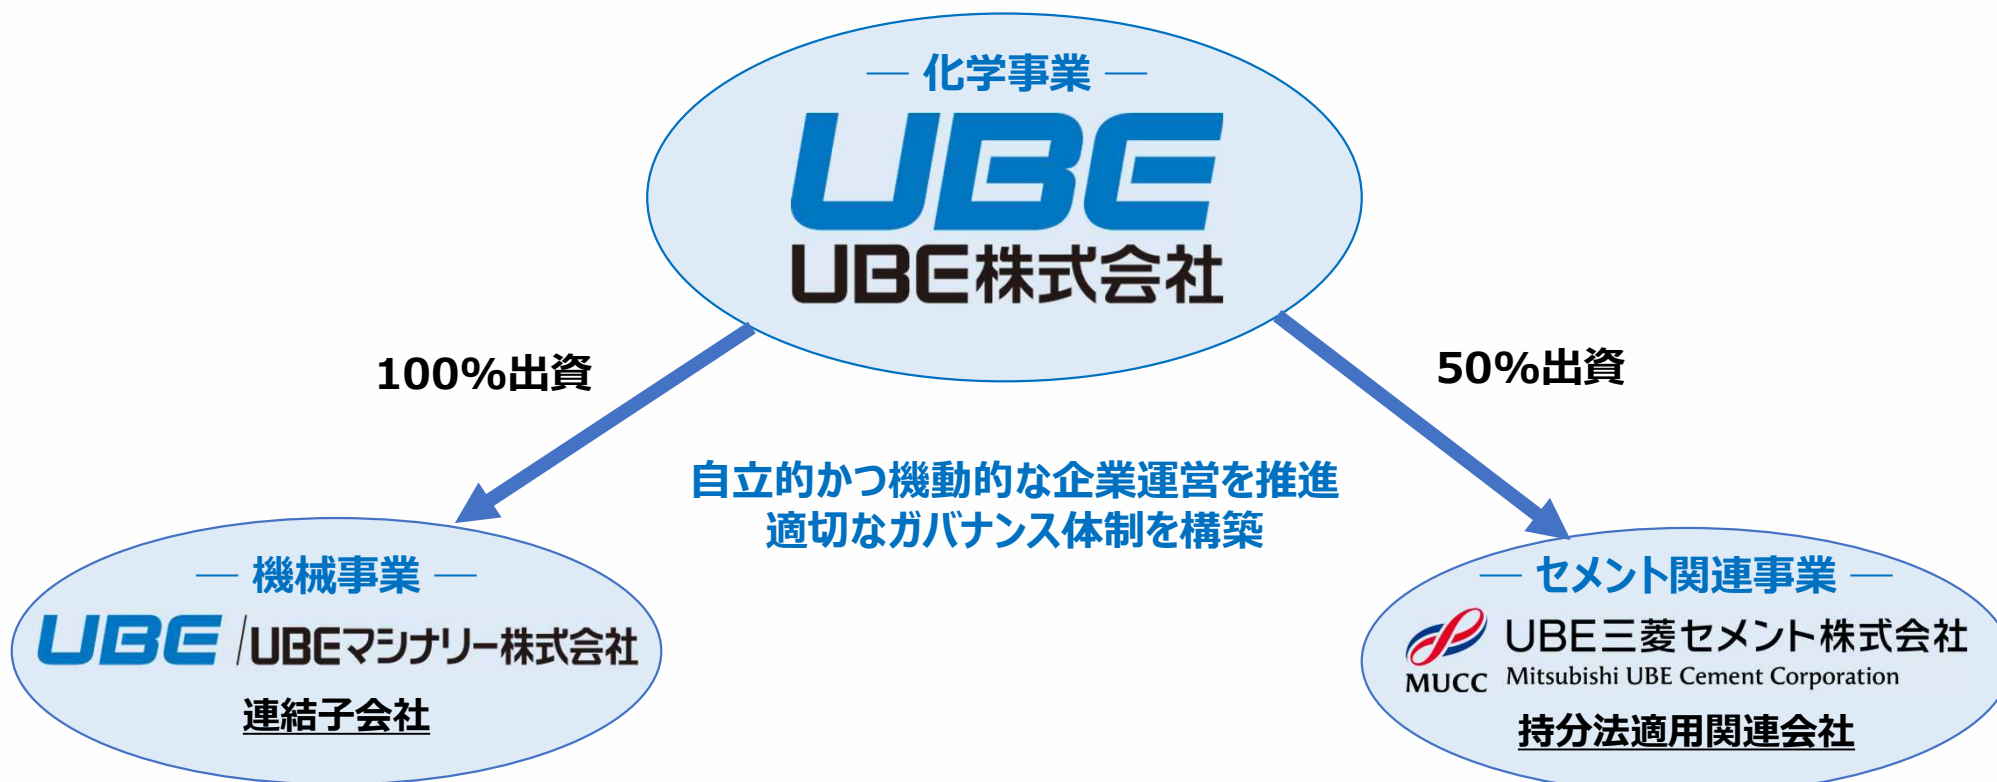 ― 化学事業 ―
UBE
UBE株式会社
100%出資
50%出資
自立的かつ機動的な企業運営を推進
適切なガバナンス体制を構築
― 機械事業 ―
UBE/UBEマシナリー株式会社
連結子会社
― セメント関連事業 ―
UBE三菱セメント株式会社
MUCC Mitsubishi UBE Cement Corporation
持分法適用関連会社